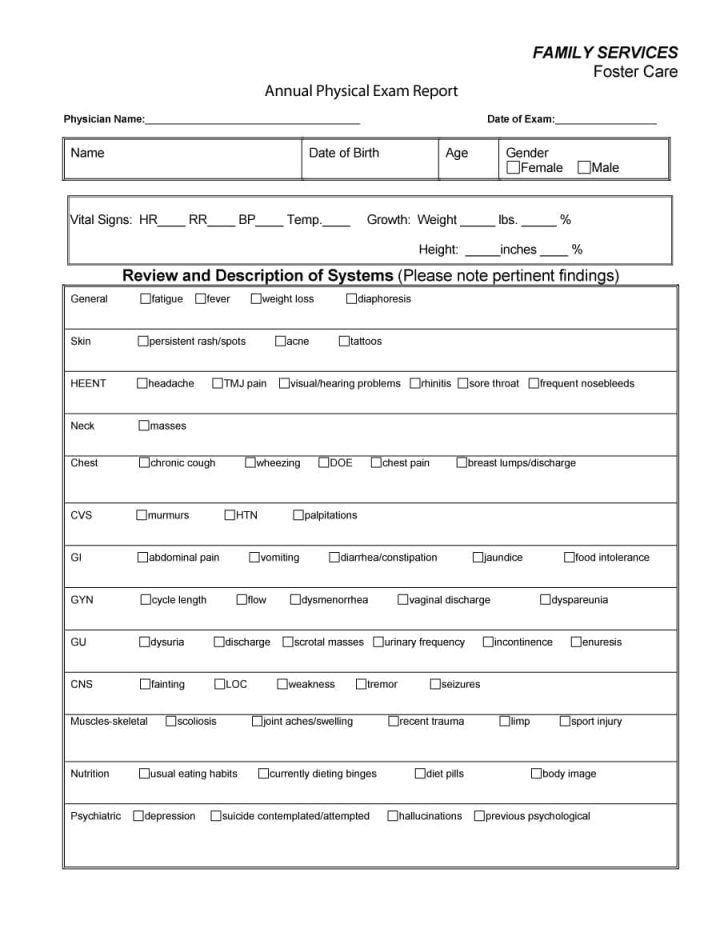 FAMILY SERVICES
Foster Care
Annual Physical Exam Report
Physician Name:____________________ Date of Exam:____________________
Name Date of Birth Age Gender
☐Female ☐Male
Vital Signs: HR____ RR____ BP____ Temp.____ Growth: Weight _____ lbs. _____ %
Height: _____inches ____ %
Review and Description of Systems (Please note pertinent findings)
General ☐fatigue ☐fever ☐weight loss ☐diaphoresis
Skin ☐persistent rash/spots ☐acne ☐tattoos
HEENT ☐headache ☐TMJ pain ☐visual/hearing problems ☐rhinitis ☐sore throat ☐frequent nosebleeds
Neck ☐masses
Chest ☐chronic cough ☐wheezing ☐DOE ☐chest pain ☐breast lumps/discharge
CVS ☐murmurs ☐HTN ☐palpitations
GI ☐abdominal pain ☐vomiting ☐diarrhea/constipation ☐jaundice ☐food intolerance
GYN ☐cycle length ☐flow ☐dysmenorrhea ☐vaginal discharge ☐dyspareunia
GU ☐dysuria ☐discharge ☐scrotal masses ☐urinary frequency ☐incontinence ☐enuresis
CNS ☐fainting ☐LOC ☐weakness ☐tremor ☐seizures
Muscles-skeletal ☐scoliosis ☐joint aches/swelling ☐recent trauma ☐limp ☐sport injury
Nutrition ☐usual eating habits ☐currently dieting binges ☐diet pills ☐body image
Psychiatric ☐depression ☐suicide contemplated/attempted ☐hallucinations ☐previous psychological